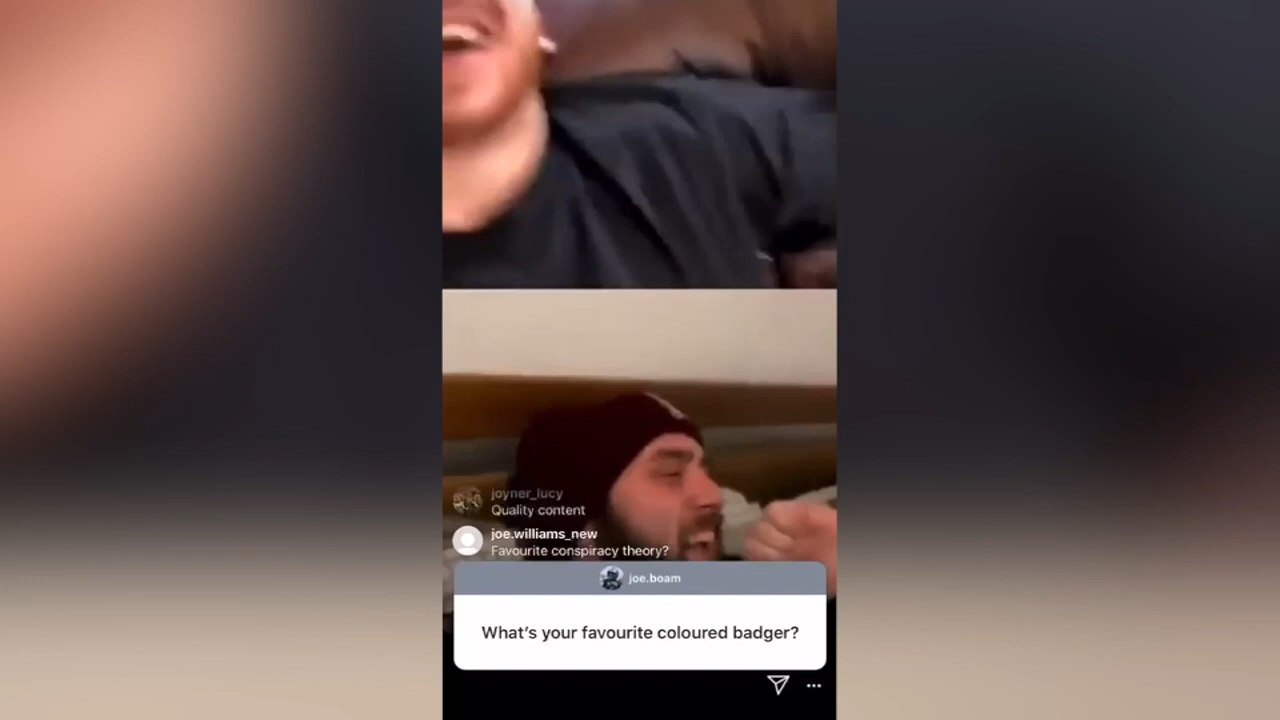 joyner_lucy
Quality content
joe.williams_new
Favourite conspiracy theory?
joe.boam
What's your favourite coloured badger?